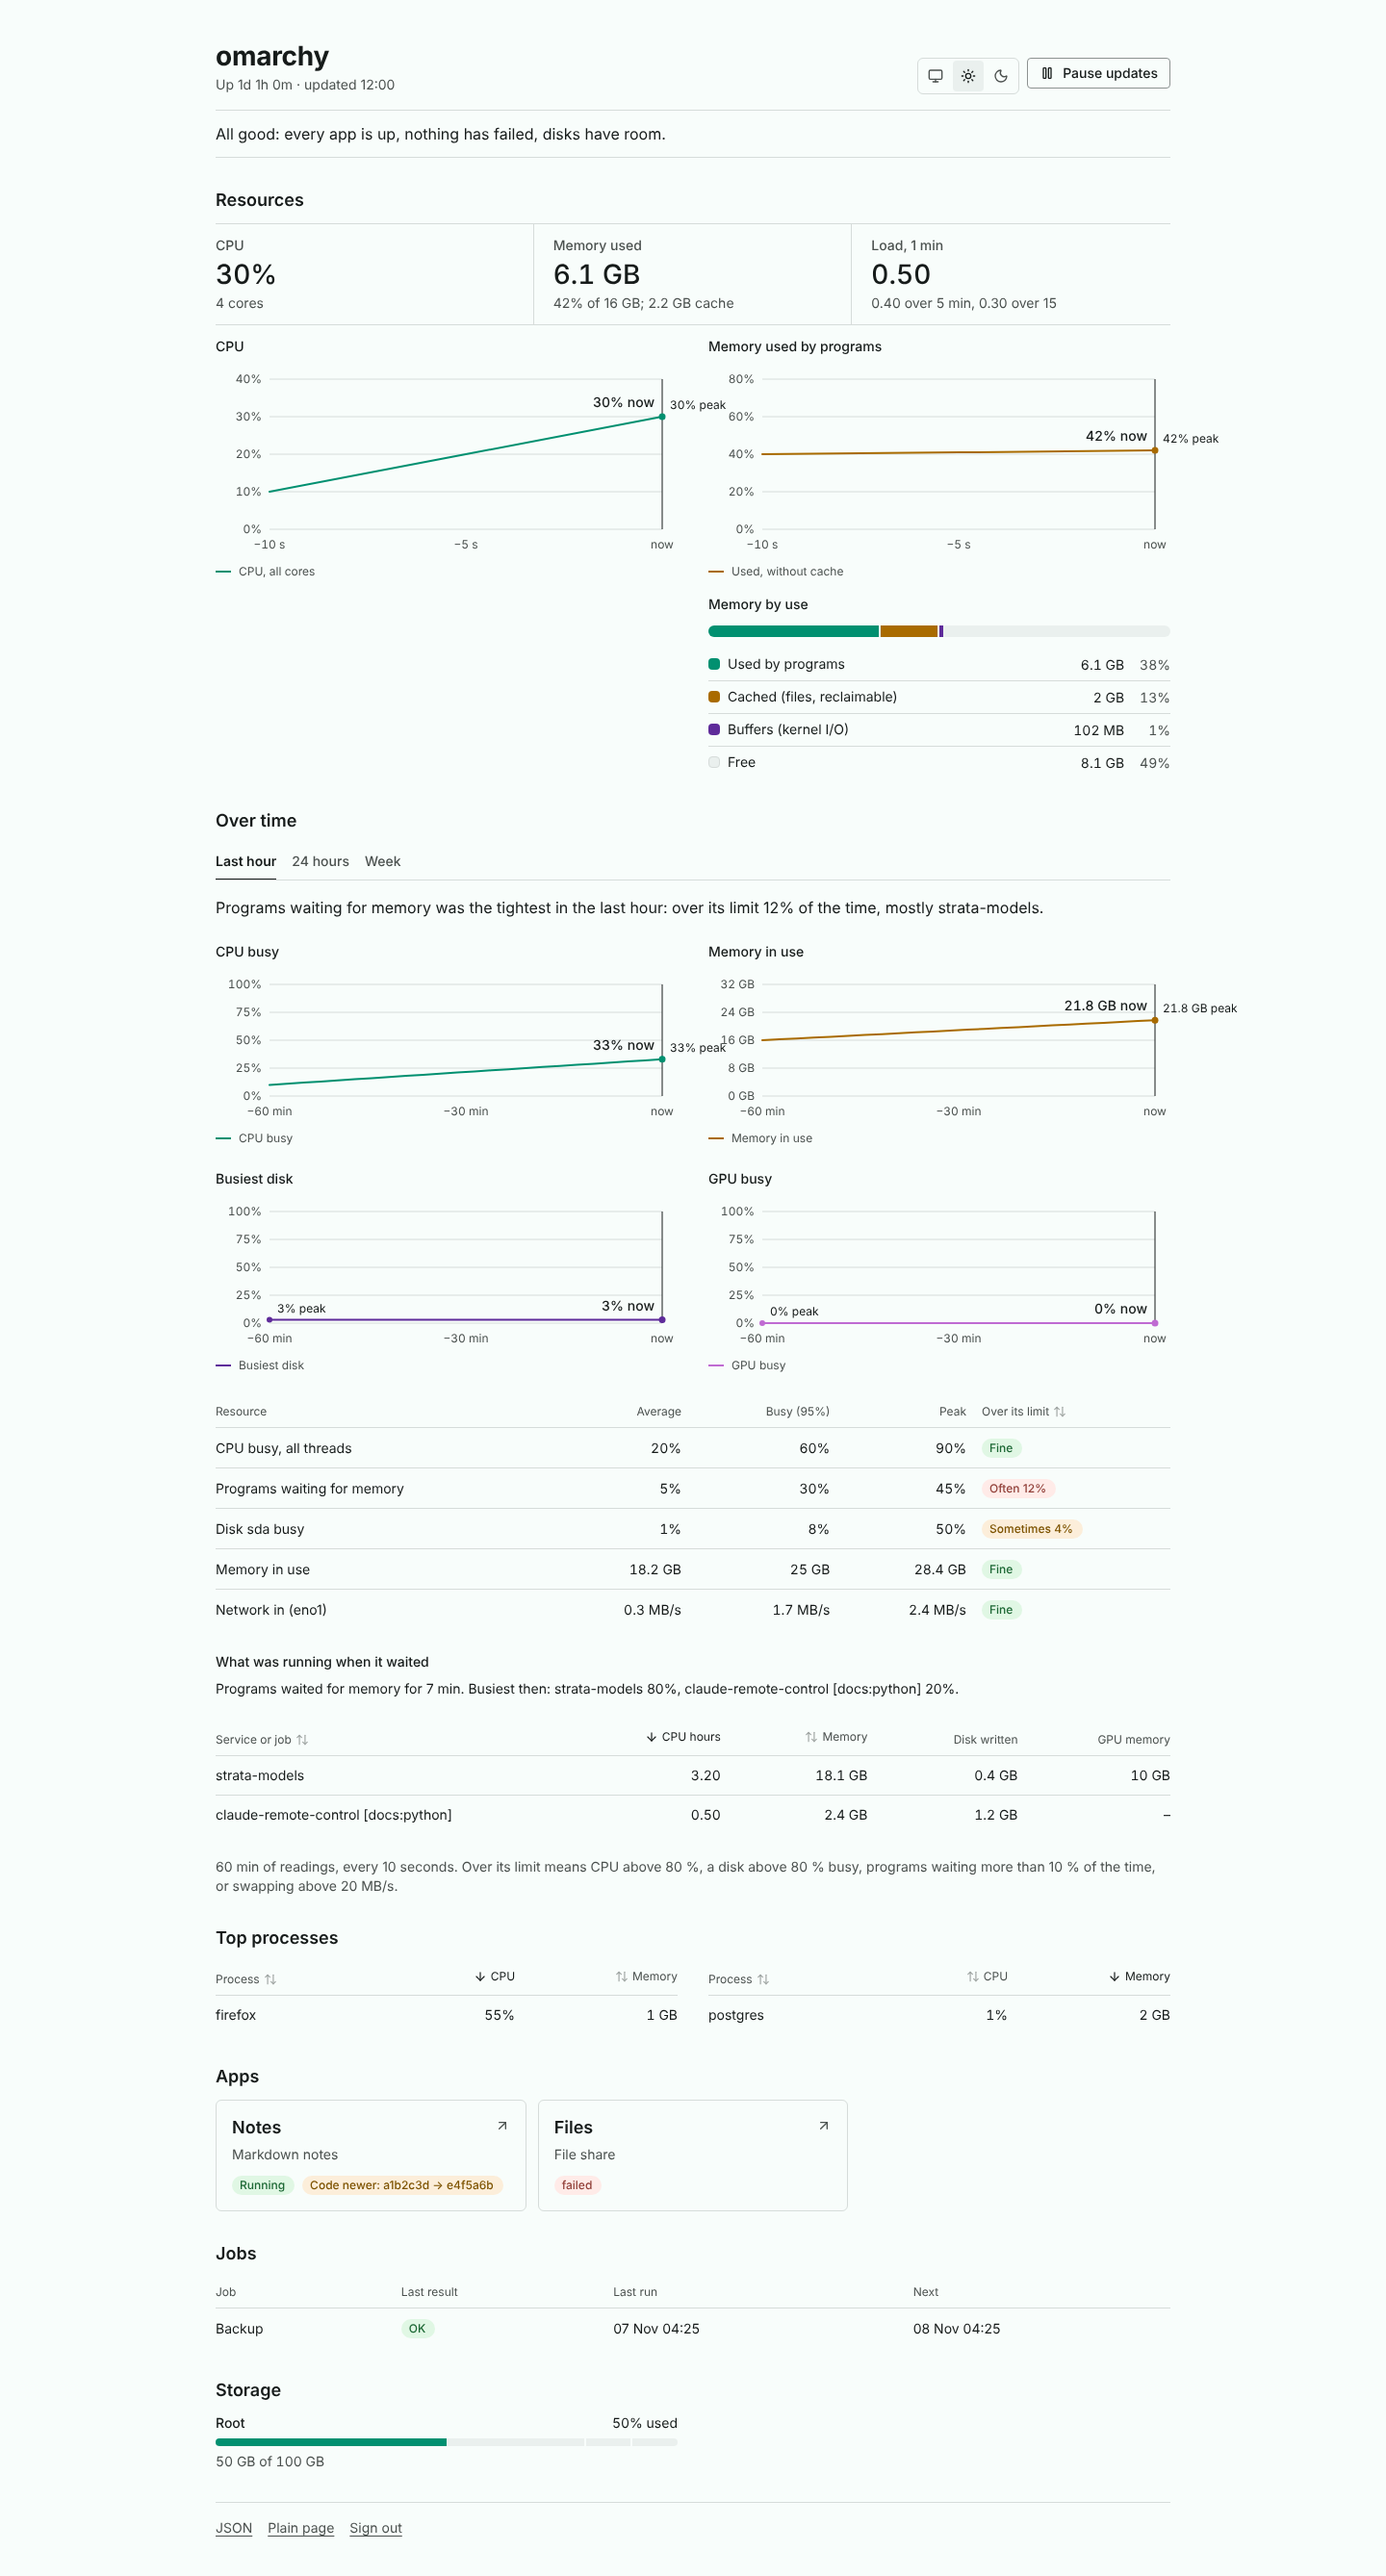 omarchy
Up 1d 1h 0m · updated 12:00
Pause updates
All good: every app is up, nothing has failed, disks have room.
Resources
CPU
30%
4 cores
Memory used
6.1 GB
42% of 16 GB; 2.2 GB cache
Load, 1 min
0.50
0.40 over 5 min, 0.30 over 15
CPU
40%
30%
20%
10%
0%
30% now
30% peak
−10 s
−5 s
now
CPU, all cores
Memory used by programs
80%
60%
40%
20%
0%
42% now
42% peak
−10 s
−5 s
now
Used, without cache
Memory by use
Used by programs 6.1 GB 38%
Cached (files, reclaimable) 2 GB 13%
Buffers (kernel I/O) 102 MB 1%
Free 8.1 GB 49%
Over time
Last hour 24 hours Week
Programs waiting for memory was the tightest in the last hour: over its limit 12% of the time, mostly strata-models.
CPU busy
100%
75%
50%
25%
0%
33% now
33% peak
−60 min
−30 min
now
CPU busy
Memory in use
32 GB
24 GB
16 GB
8 GB
0 GB
21.8 GB now
21.8 GB peak
−60 min
−30 min
now
Memory in use
Busiest disk
100%
75%
50%
25%
0%
3% peak
3% now
−60 min
−30 min
now
Busiest disk
GPU busy
100%
75%
50%
25%
0%
0% peak
0% now
−60 min
−30 min
now
GPU busy
Resource Average Busy (95%) Peak Over its limit
CPU busy, all threads 20% 60% 90% Fine
Programs waiting for memory 5% 30% 45% Often 12%
Disk sda busy 1% 8% 50% Sometimes 4%
Memory in use 18.2 GB 25 GB 28.4 GB Fine
Network in (eno1) 0.3 MB/s 1.7 MB/s 2.4 MB/s Fine
What was running when it waited
Programs waited for memory for 7 min. Busiest then: strata-models 80%, claude-remote-control [docs:python] 20%.
Service or job CPU hours Memory Disk written GPU memory
strata-models 3.20 18.1 GB 0.4 GB 10 GB
claude-remote-control [docs:python] 0.50 2.4 GB 1.2 GB –
60 min of readings, every 10 seconds. Over its limit means CPU above 80 %, a disk above 80 % busy, programs waiting more than 10 % of the time,
or swapping above 20 MB/s.
Top processes
Process CPU Memory
firefox 55% 1 GB
Process CPU Memory
postgres 1% 2 GB
Apps
Notes
Markdown notes
Running Code newer: a1b2c3d → e4f5a6b
Files
File share
failed
Jobs
Job Last result Last run Next
Backup OK 07 Nov 04:25 08 Nov 04:25
Storage
Root 50% used
50 GB of 100 GB
JSON Plain page Sign out